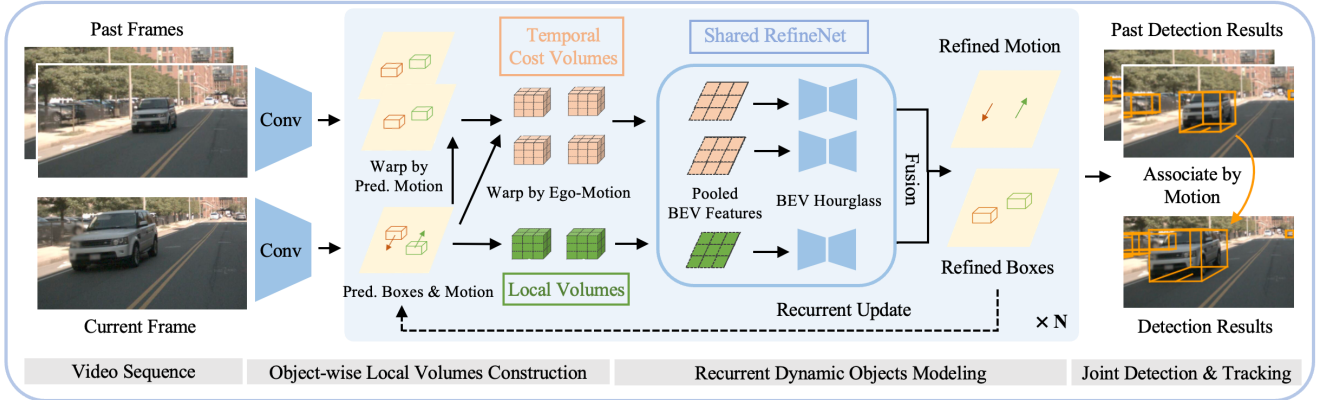 Past Frames
Conv
Current Frame
Conv
Warp by
Pred. Motion
Pred. Boxes & Motion
Temporal
Cost Volumes
Warp by Ego-Motion
Local Volumes
Shared RefineNet
Pooled
BEV Features
BEV Hourglass
Fusion
Refined Motion
Refined Boxes
Recurrent Update
× N
Past Detection Results
Associate by
Motion
Detection Results
Video Sequence
Object-wise Local Volumes Construction
Recurrent Dynamic Objects Modeling
Joint Detection & Tracking